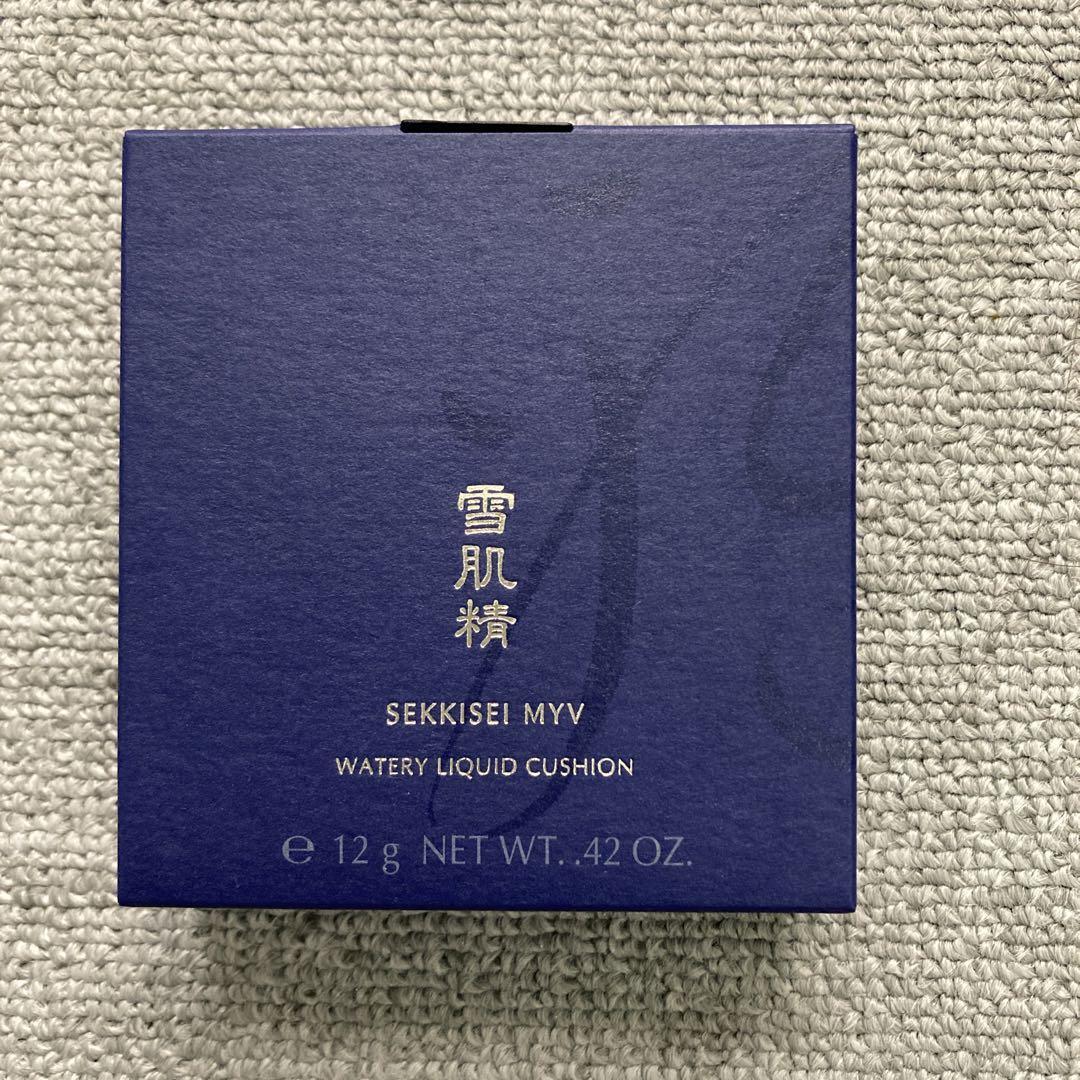 雪肌精
SEKKISEI MYV
WATERY LIQUID CUSHION
℮ 12 g NET WT. .42 OZ.